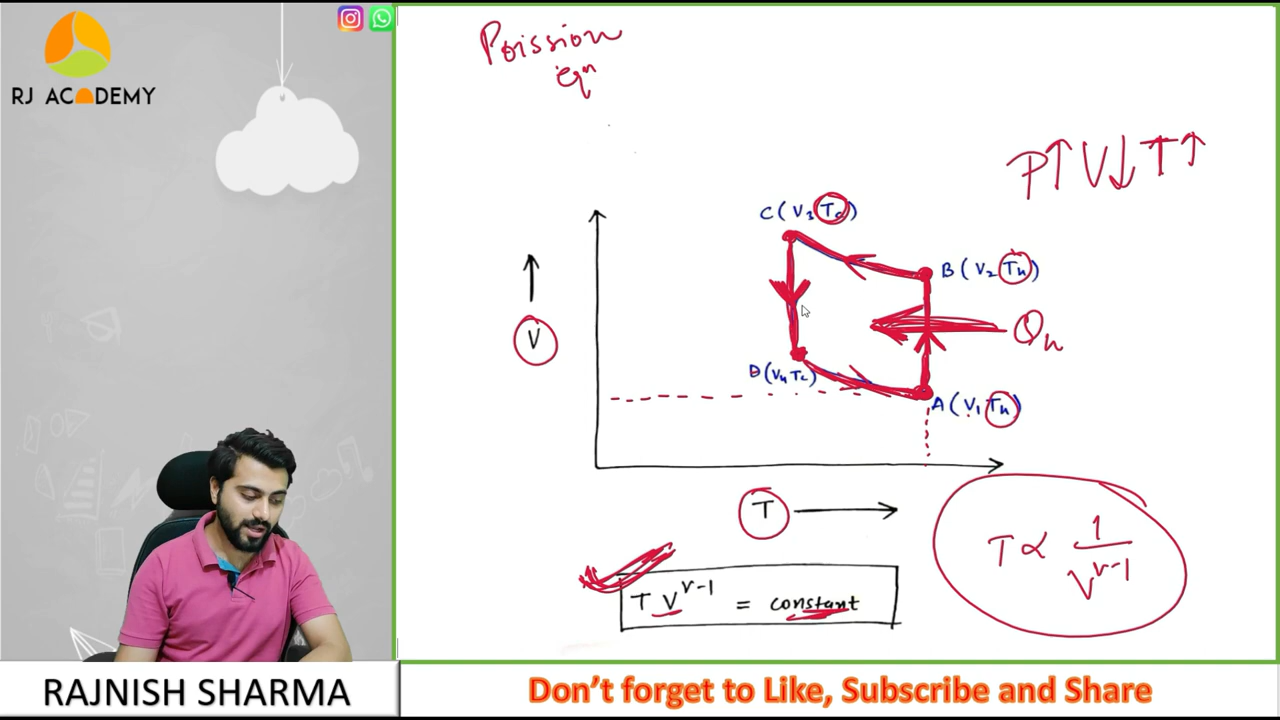 RJ ACADEMY
Poission
eqⁿ
P↑ V↓ T↑
C (V₃ Tc)
B (V₂ Th)
V
Qh
D (V₄ Tc)
A (V₁ Th)
T
T ∝ 1/V^γ-1
T V^γ-1 = constant
RAJNISH SHARMA
Don't forget to Like, Subscribe and Share